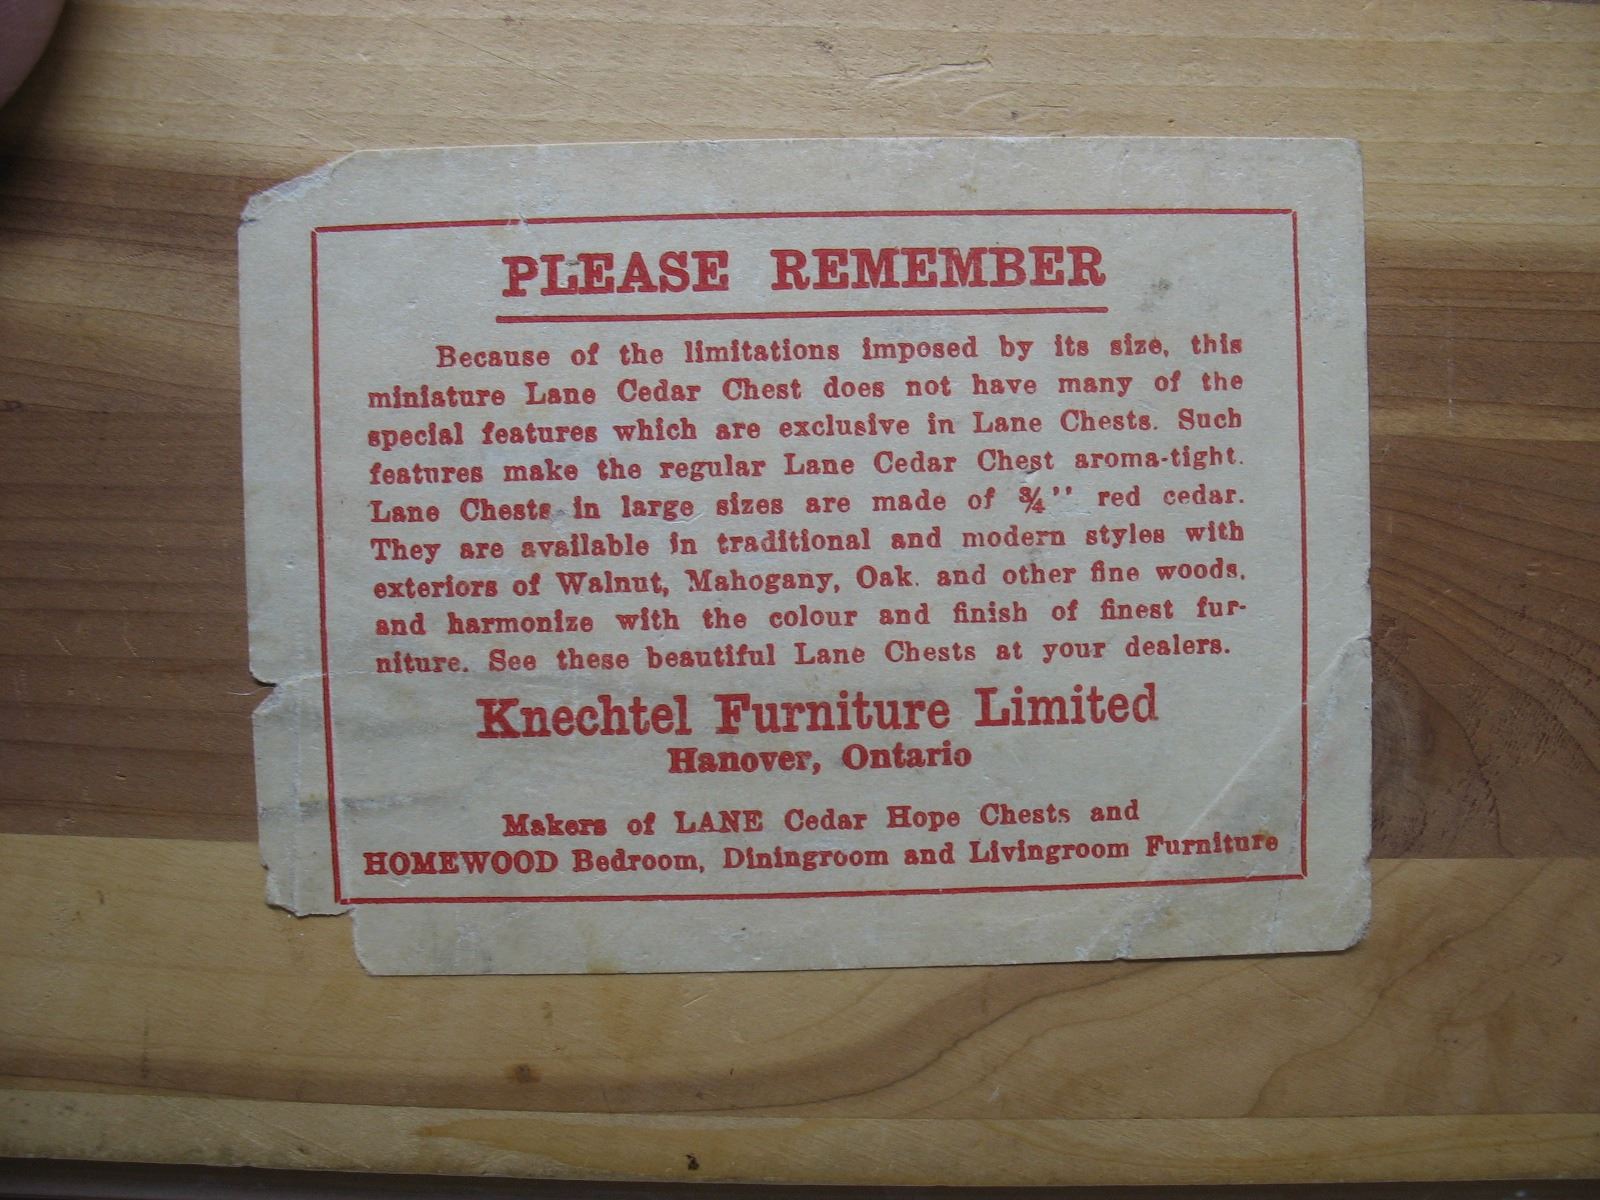 PLEASE REMEMBER
Because of the limitations imposed by its size, this
miniature Lane Cedar Chest does not have many of the
special features which are exclusive in Lane Chests. Such
features make the regular Lane Cedar Chest aroma-tight.
Lane Chests in large sizes are made of ¾'' red cedar.
They are available in traditional and modern styles with
exteriors of Walnut, Mahogany, Oak. and other fine woods,
and harmonize with the colour and finish of finest fur-
niture. See these beautiful Lane Chests at your dealers.
Knechtel Furniture Limited
Hanover, Ontario
Makers of LANE Cedar Hope Chests and
HOMEWOOD Bedroom, Diningroom and Livingroom Furniture